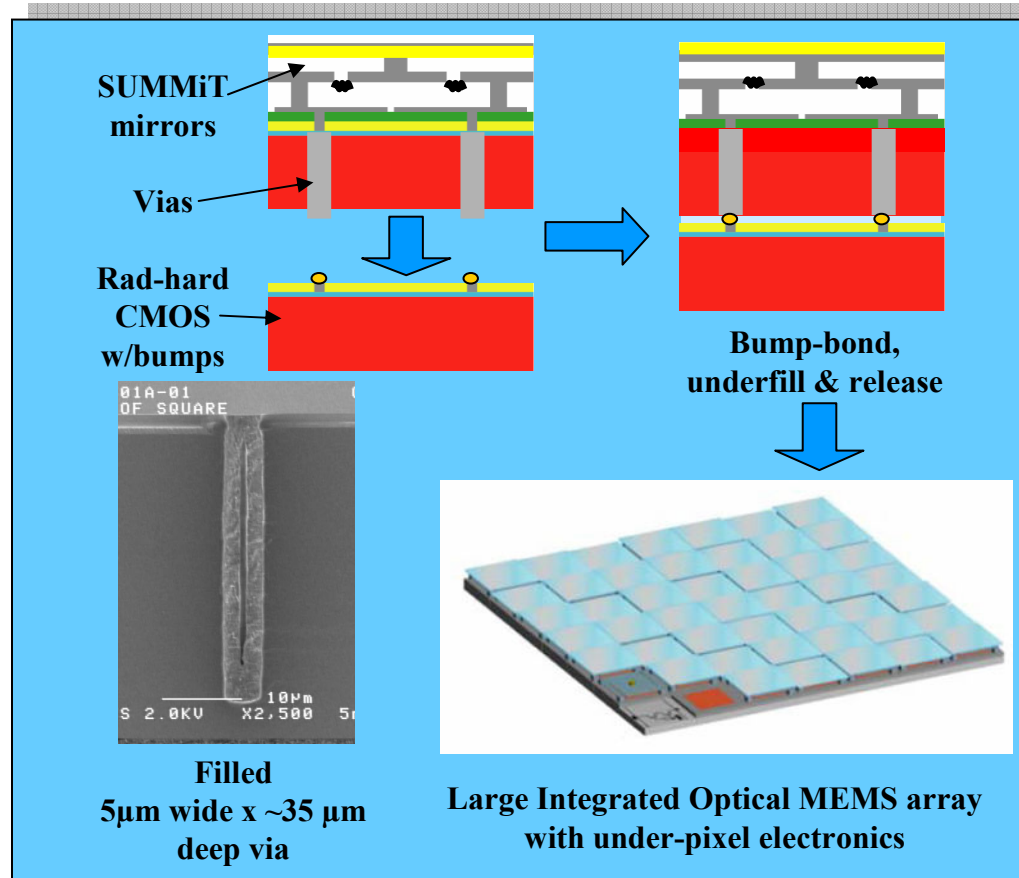 SUMMiT
mirrors
Vias
Rad-hard
CMOS
w/bumps
Bump-bond,
underfill & release
01A-01
OF SQUARE
10µm
S 2.0KV X2,500 5
Filled
5µm wide x ~35 µm
deep via
Large Integrated Optical MEMS array
with under-pixel electronics